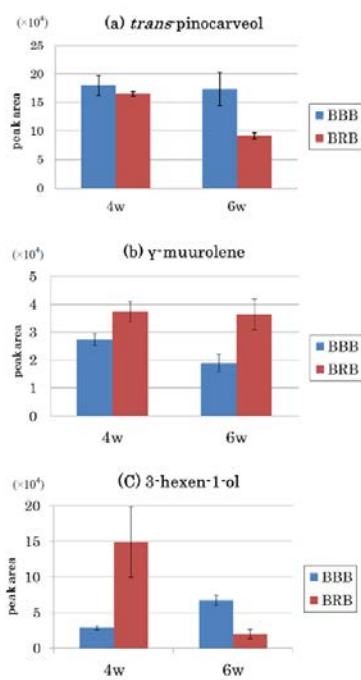 (×10⁴)
(a) trans-pinocarveol
peak area
25
20
15
10
5
0
4w
6w
BBB
BRB
(×10⁴)
(b) γ-muurolene
peak area
5
4
3
2
1
0
4w
6w
BBB
BRB
(×10⁴)
(C) 3-hexen-1-ol
peak area
20
15
10
5
0
4w
6w
BBB
BRB